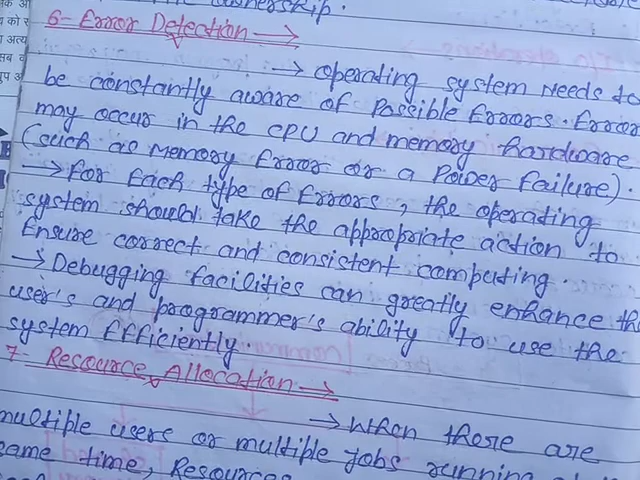 ownership.
6- Error Detection →
→ operating system needs to
be constantly aware of possible Errors. Error
may occur in the CPU and memory hardware
(such as memory Error or a Power failure).
→ for Each type of Errors, the operating
system should take the appropriate action to
Ensure correct and consistent computing.
→ Debugging facilities can greatly enhance the
user's and programmer's ability to use the
system Efficiently.
7- Resource Allocation →
→ When there are
multiple users or multiple jobs running
same time, Resources